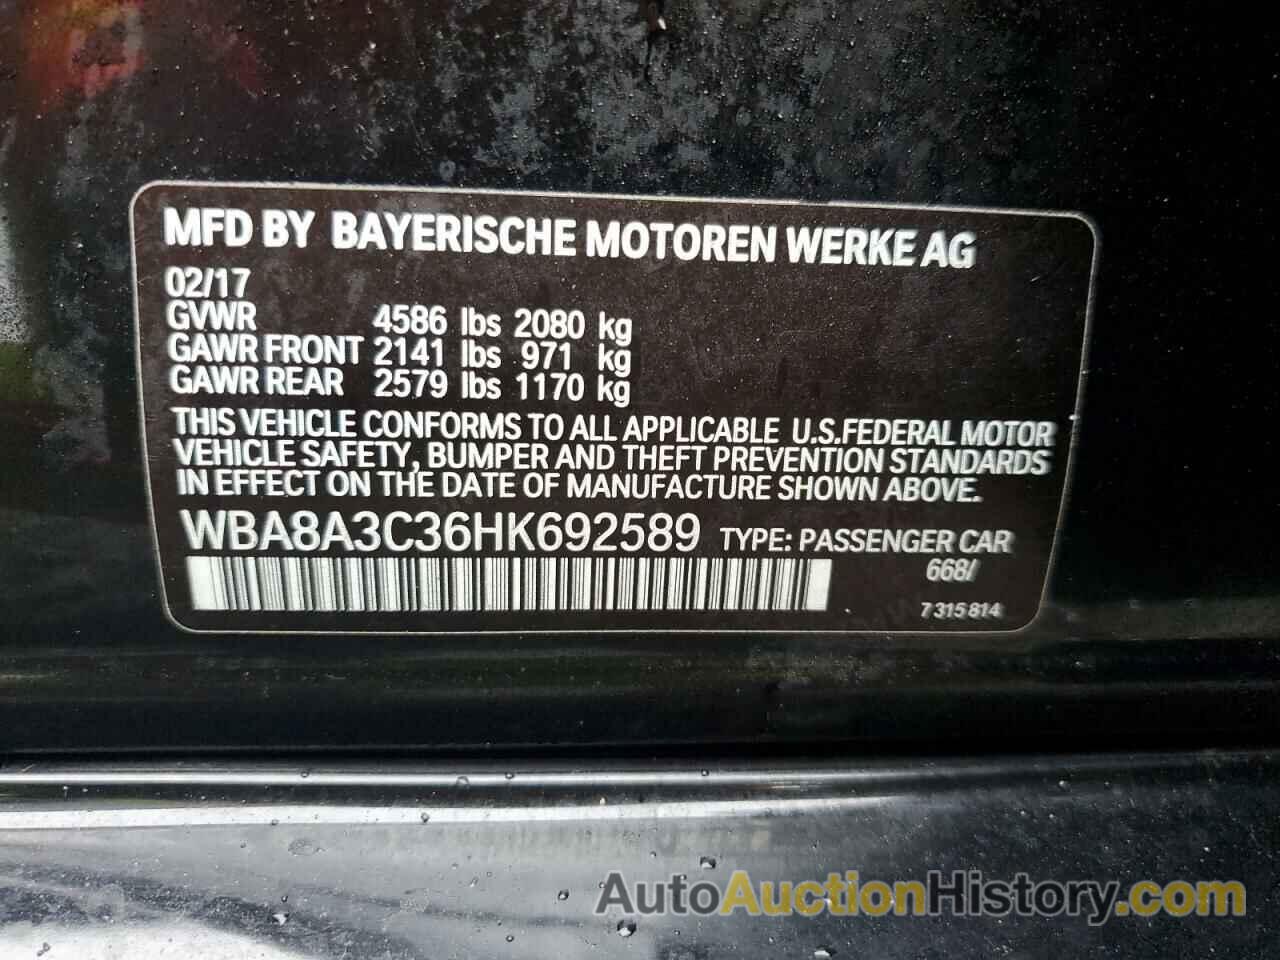 MFD BY BAYERISCHE MOTOREN WERKE AG
02/17
GVWR 4586 lbs 2080 kg
GAWR FRONT 2141 lbs 971 kg
GAWR REAR 2579 lbs 1170 kg
THIS VEHICLE CONFORMS TO ALL APPLICABLE U.S.FEDERAL MOTOR
VEHICLE SAFETY, BUMPER AND THEFT PREVENTION STANDARDS
IN EFFECT ON THE DATE OF MANUFACTURE SHOWN ABOVE.
WBA8A3C36HK692589 TYPE: PASSENGER CAR
668/
7 315 814
AutoAuctionHistory.com